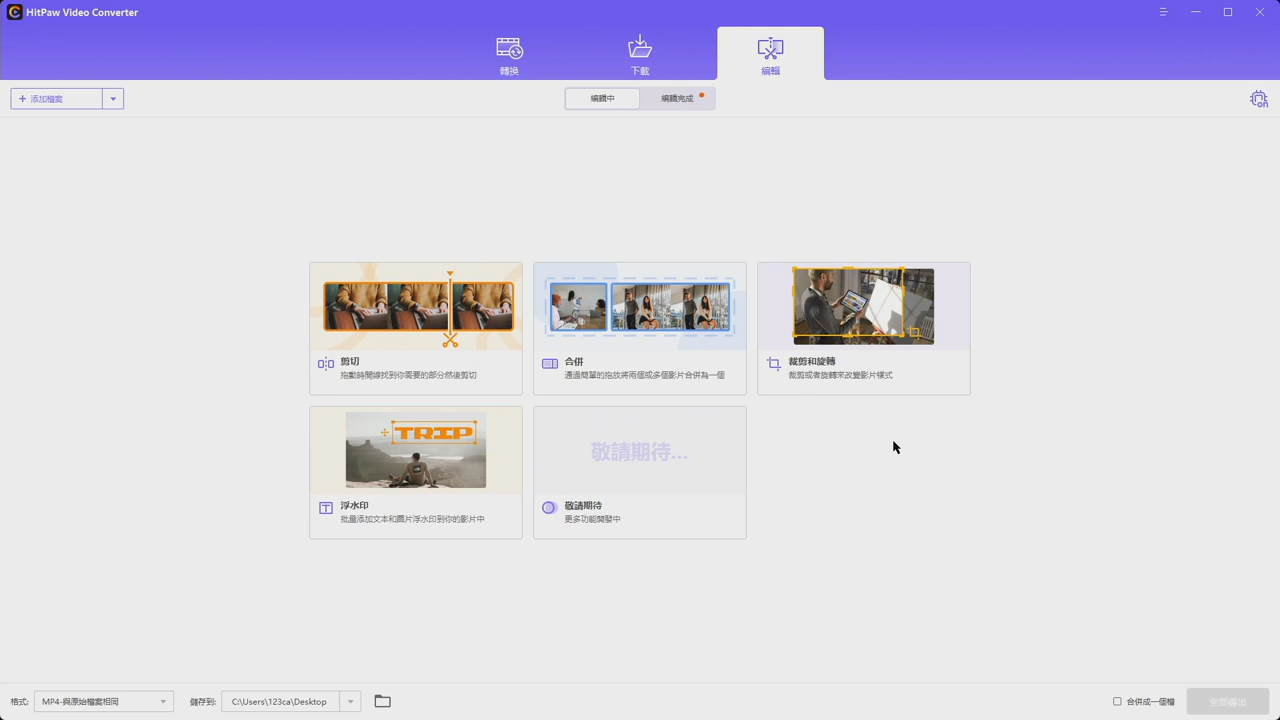 HitPaw Video Converter
轉換
下載
編輯
添加檔案
編輯中
編輯完成
ON
剪切
拖動時間線找到你需要的部分然後剪切
合併
通過簡單的拖放將兩個或多個影片合併為一個
裁剪和旋轉
裁剪或者旋轉來改變影片樣式
TRIP
浮水印
批量添加文本和圖片浮水印到你的影片中
敬請期待...
敬請期待
更多功能開發中
格式:
MP4-與原始檔案相同
儲存到:
C:\Users\123ca\Desktop
合併成一個檔
全部導出